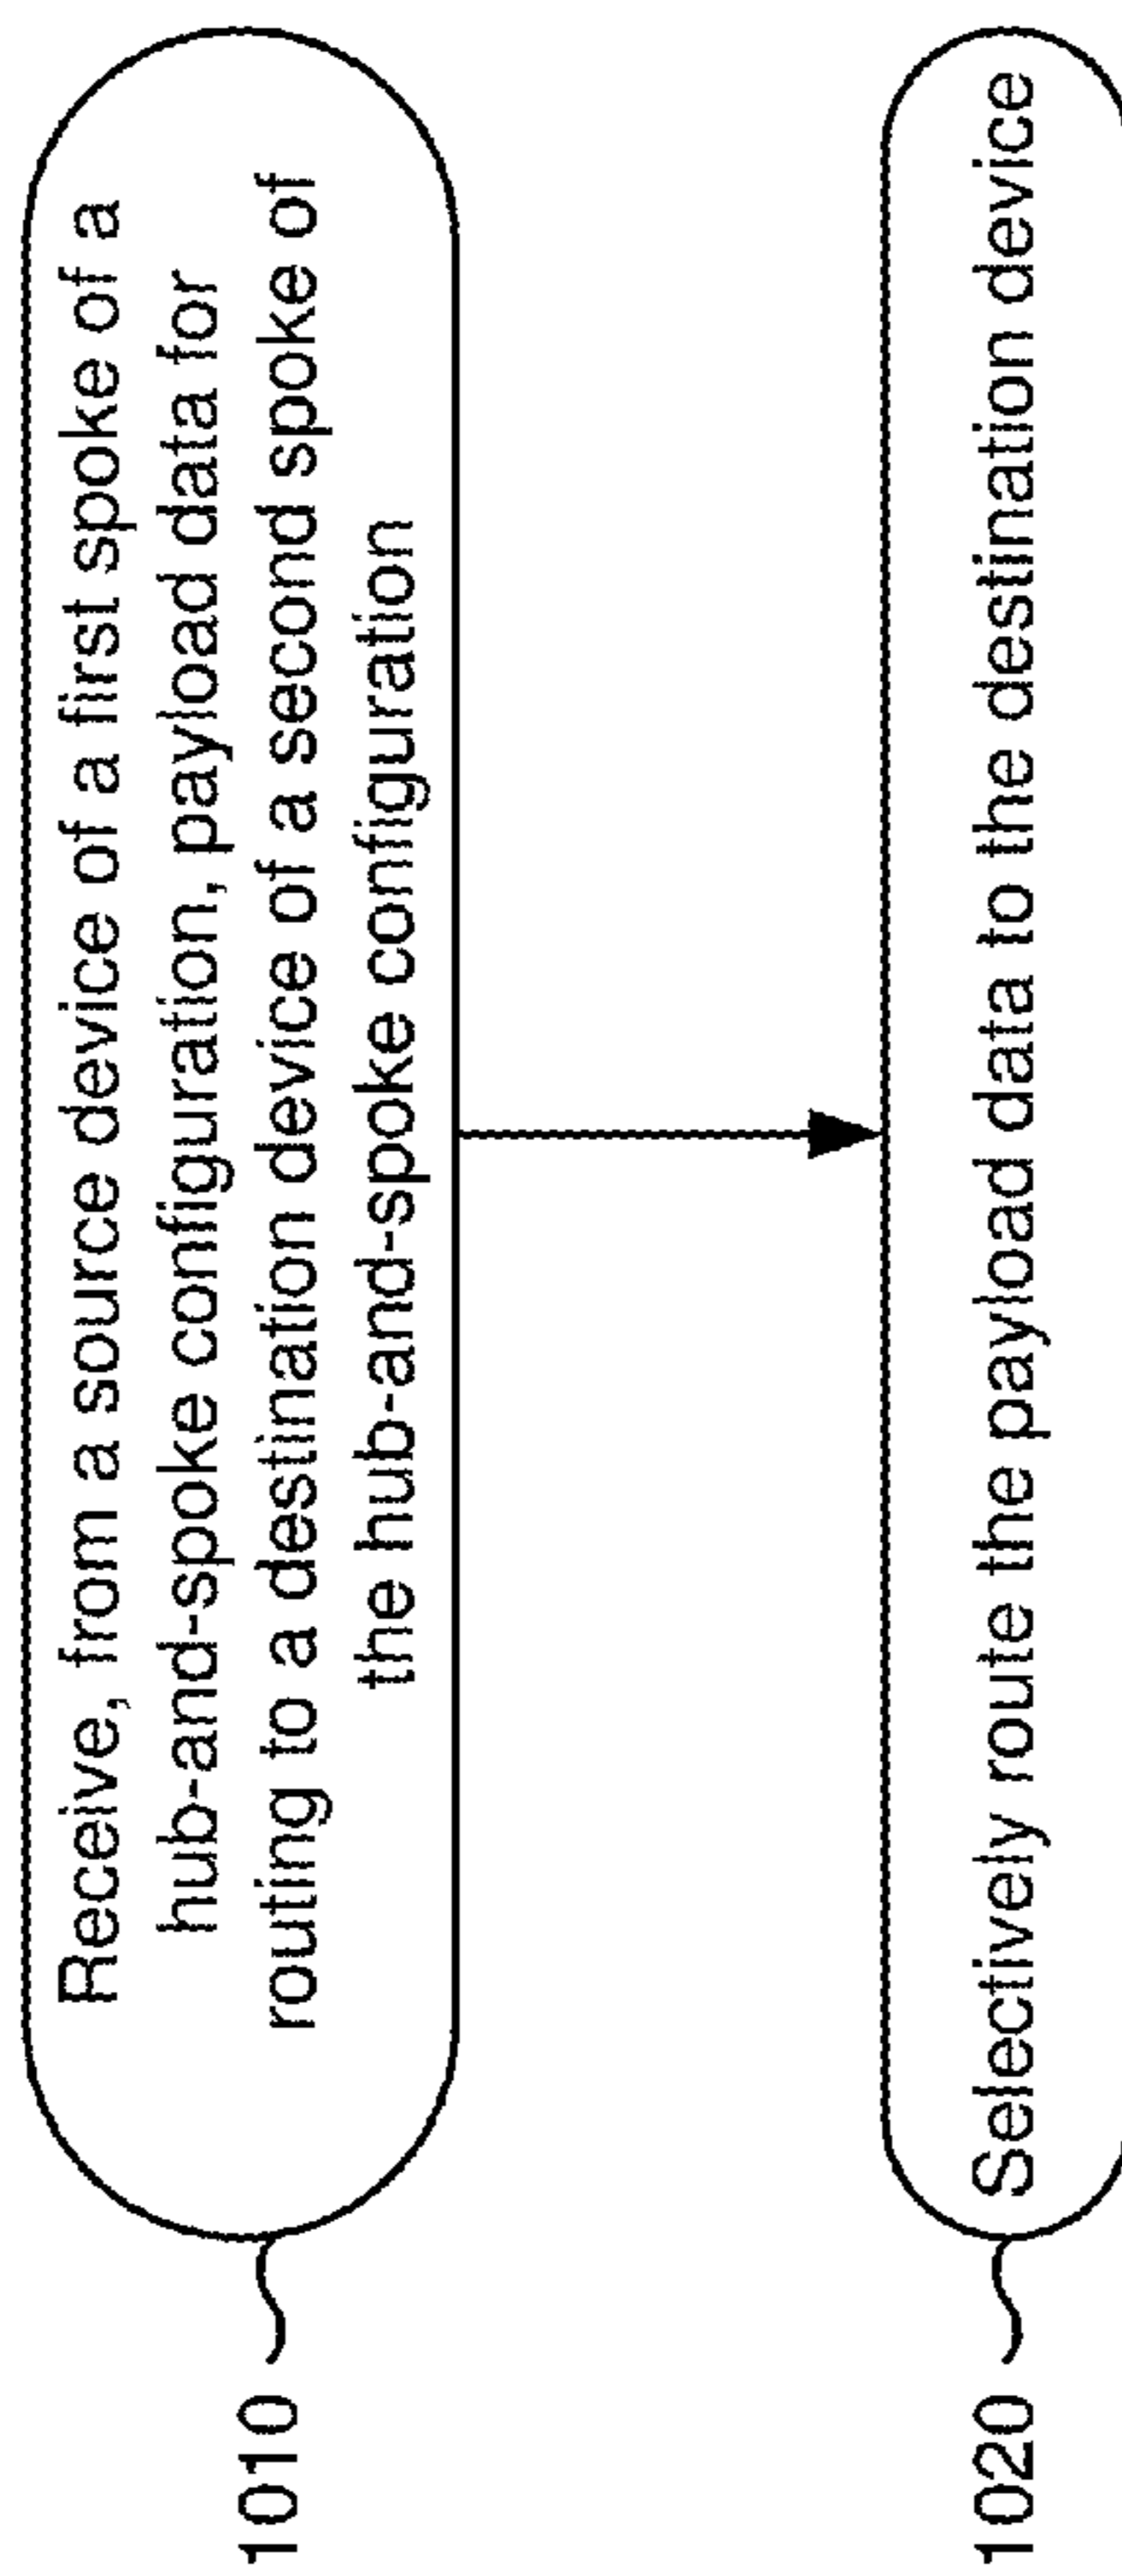 1010
Receive, from a source device of a first spoke of a
hub-and-spoke configuration, payload data for
routing to a destination device of a second spoke of
the hub-and-spoke configuration
1020
Selectively route the payload data to the destination device